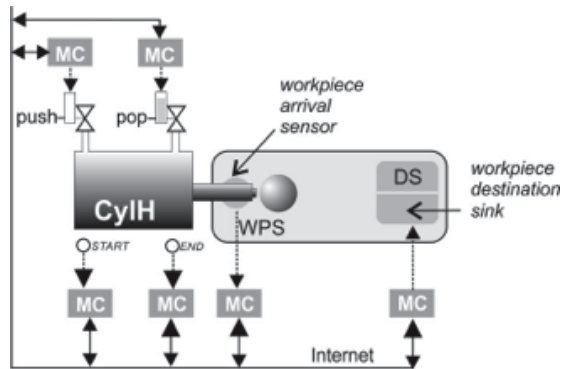 MC
MC
push
pop
workpiece
arrival
sensor
CylH
WPS
DS
workpiece
destination
sink
START
END
MC
MC
MC
MC
Internet